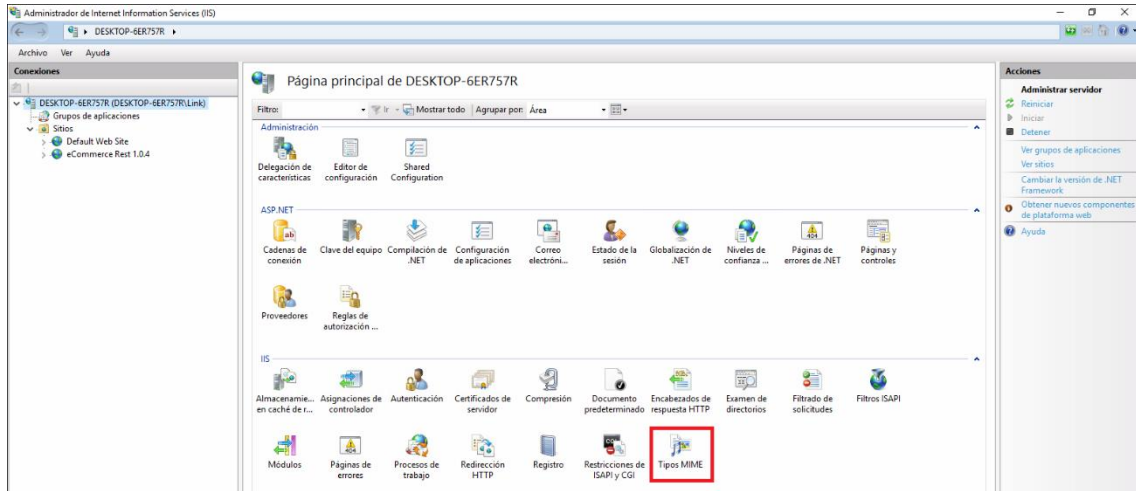 Administrador de Internet Information Services (IIS)
DESKTOP-6ER757R
Archivo Ver Ayuda
Conexiones
DESKTOP-6ER757R (DESKTOP-6ER757R\Link)
Grupos de aplicaciones
Sitios
Default Web Site
eCommerce Rest 1.0.4
Página principal de DESKTOP-6ER757R
Filtro: Ir Mostrar todo Agrupar por: Área
Administración
Delegación de características
Editor de configuración
Shared Configuration
ASP.NET
Cadenas de conexión
Clave del equipo
Compilación de .NET
Configuración de aplicaciones
Correo electróni...
Estado de la sesión
Globalización de .NET
Niveles de confianza ...
Páginas de errores de .NET
Páginas y controles
Proveedores
Reglas de autorización ...
IIS
Almacenamie... en caché de r...
Asignaciones de controlador
Autenticación
Certificados de servidor
Compresión
Documento predeterminado
Encabezados de respuesta HTTP
Examen de directorios
Filtrado de solicitudes
Filtros ISAPI
Módulos
Páginas de errores
Procesos de trabajo
Redirección HTTP
Registro
Restricciones de ISAPI y CGI
Tipos MIME
Acciones
Administrar servidor
Reiniciar
Iniciar
Detener
Ver grupos de aplicaciones
Ver sitios
Cambiar la versión de .NET
Framework
Obtener nuevos componentes
de plataforma web
Ayuda